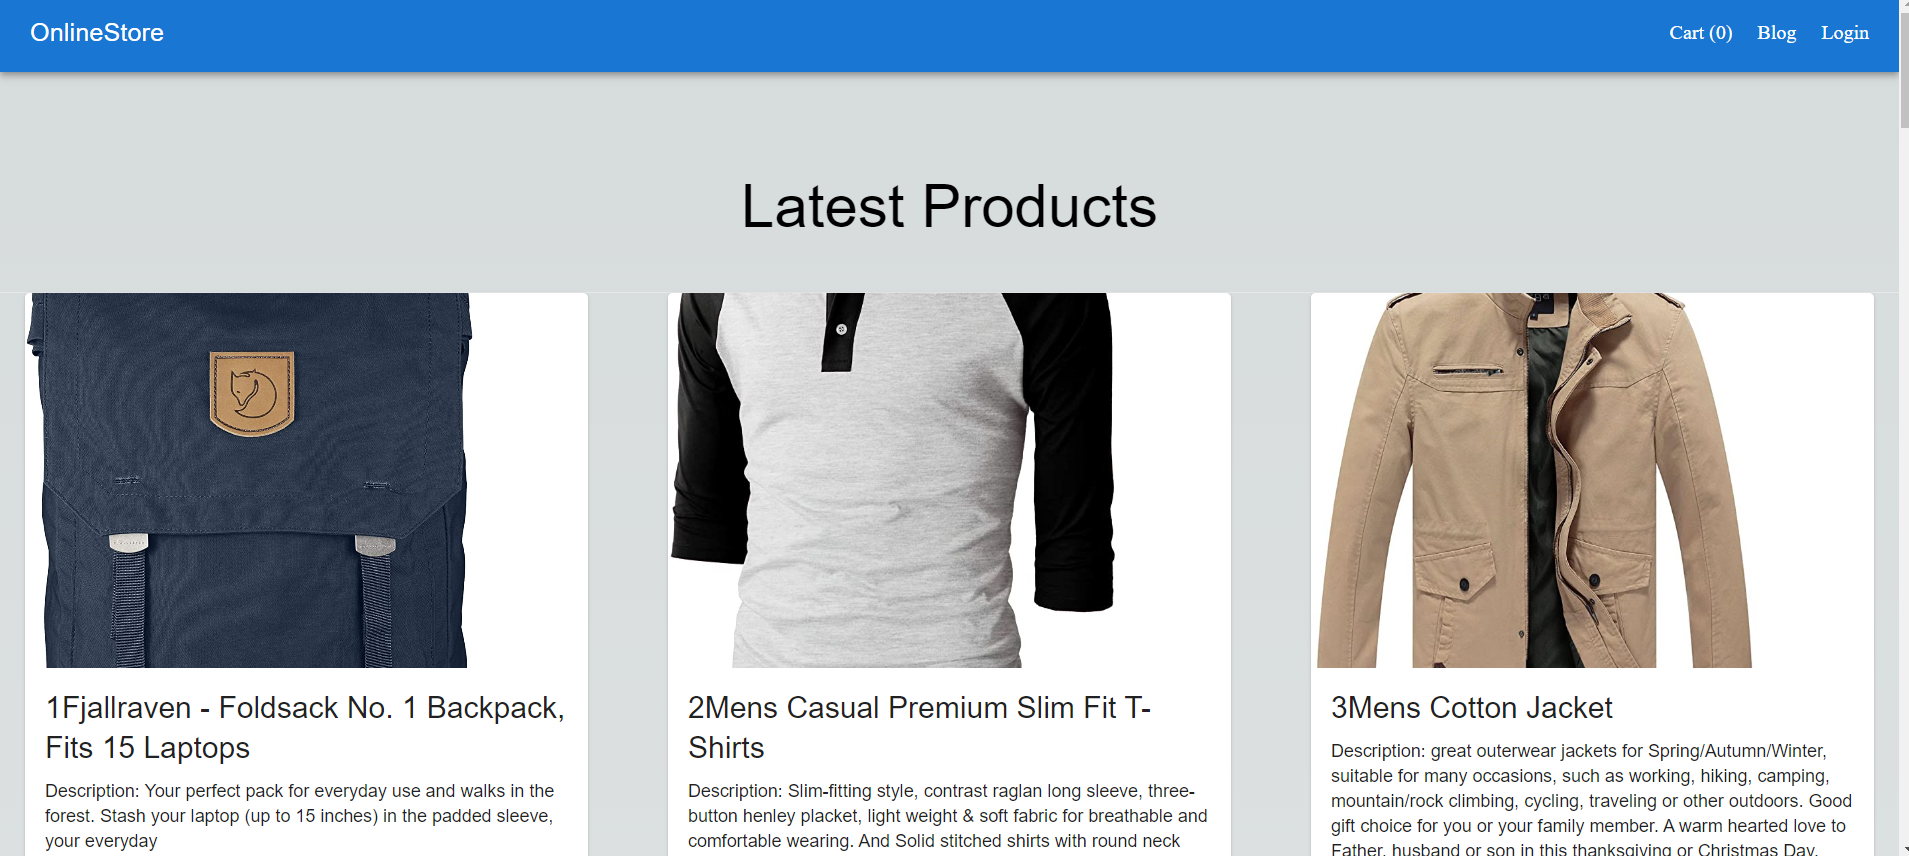 OnlineStore
Cart (0) Blog Login
Latest Products
1Fjallraven - Foldsack No. 1 Backpack,
Fits 15 Laptops
Description: Your perfect pack for everyday use and walks in the
forest. Stash your laptop (up to 15 inches) in the padded sleeve,
your everyday
2Mens Casual Premium Slim Fit T-
Shirts
Description: Slim-fitting style, contrast raglan long sleeve, three-
button henley placket, light weight & soft fabric for breathable and
comfortable wearing. And Solid stitched shirts with round neck
3Mens Cotton Jacket
Description: great outerwear jackets for Spring/Autumn/Winter,
suitable for many occasions, such as working, hiking, camping,
mountain/rock climbing, cycling, traveling or other outdoors. Good
gift choice for you or your family member. A warm hearted love to
Father, husband or son in this thanksgiving or Christmas Day.